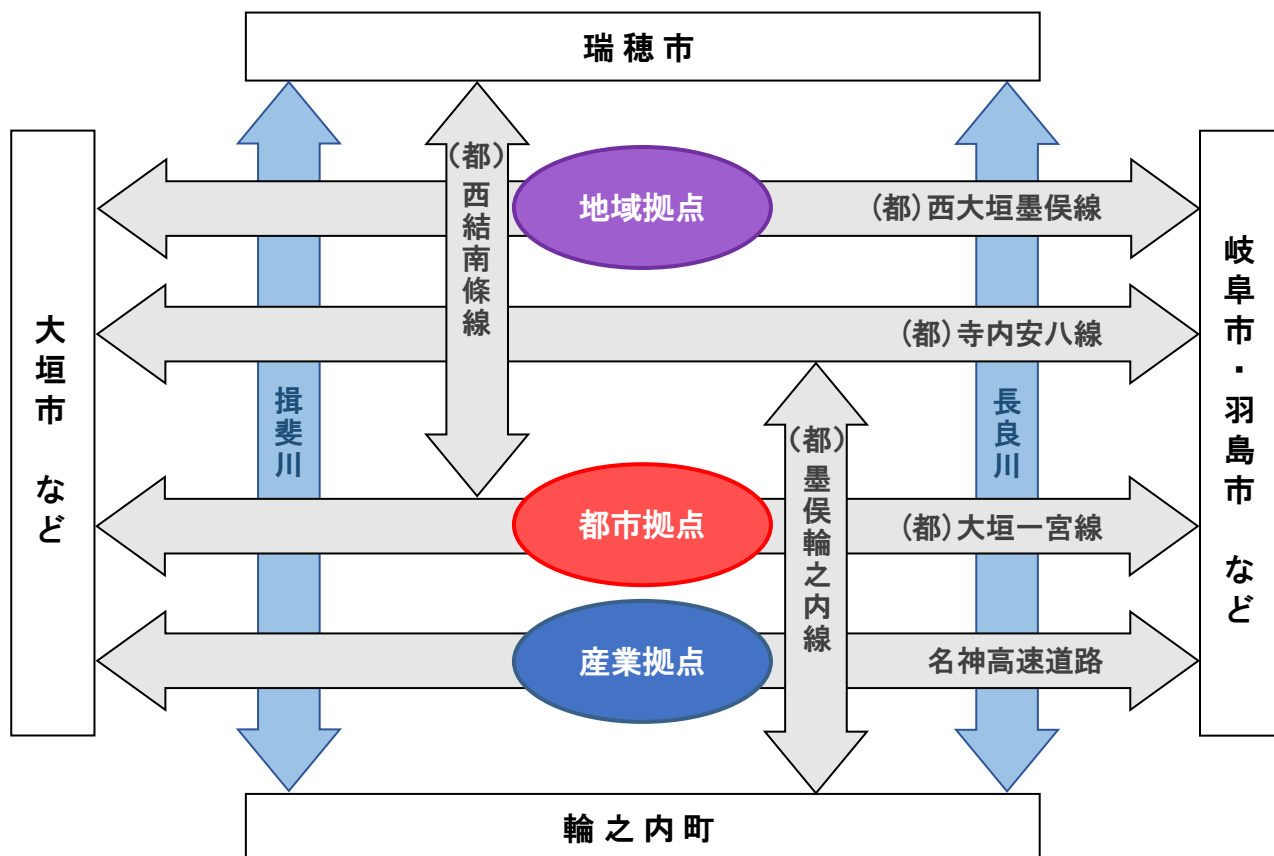 瑞穂市
(都)西結南條線
地域拠点
(都)西大垣墨俣線
大垣市 など
岐阜市・羽島市 など
(都)寺内安八線
揖斐川
長良川
(都)墨俣輪之内線
都市拠点
(都)大垣一宮線
産業拠点
名神高速道路
輪之内町